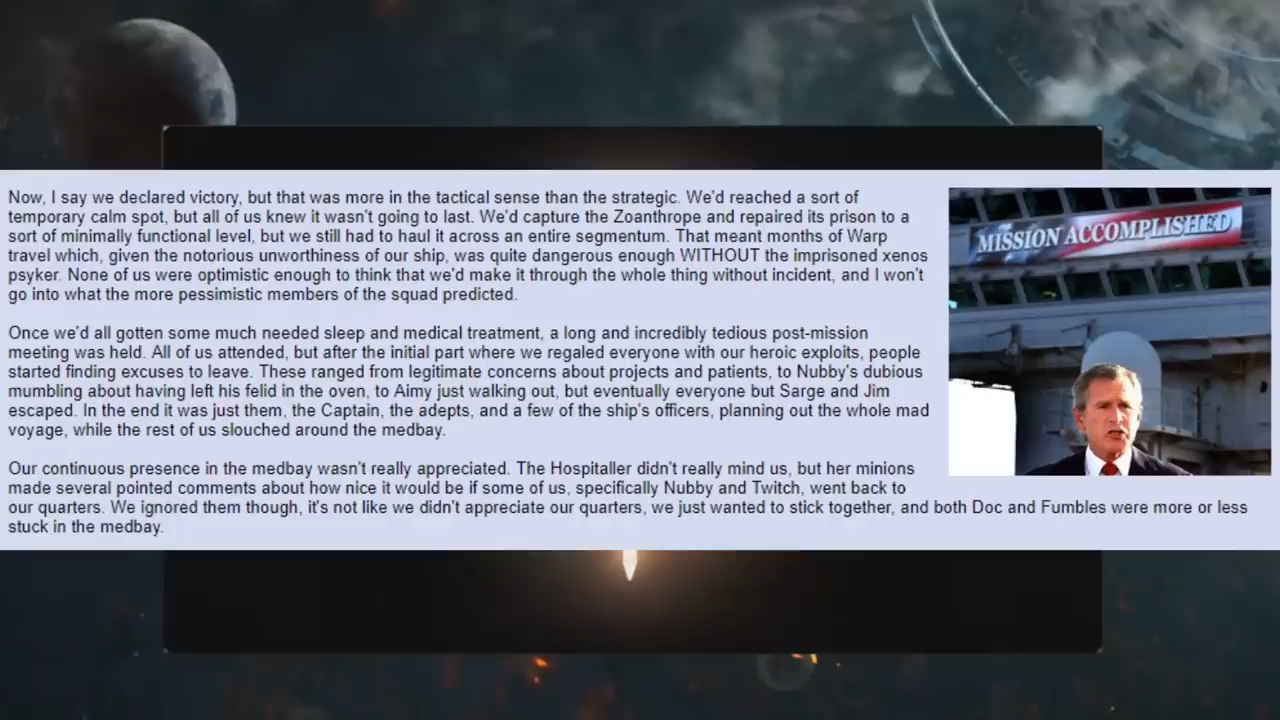 Now, I say we declared victory, but that was more in the tactical sense than the strategic. We'd reached a sort of
temporary calm spot, but all of us knew it wasn't going to last. We'd capture the Zoanthrope and repaired its prison to a
sort of minimally functional level, but we still had to haul it across an entire segmentum. That meant months of Warp
travel which, given the notorious unworthiness of our ship, was quite dangerous enough WITHOUT the imprisoned xenos
psyker. None of us were optimistic enough to think that we'd make it through the whole thing without incident, and I won't
go into what the more pessimistic members of the squad predicted.
Once we'd all gotten some much needed sleep and medical treatment, a long and incredibly tedious post-mission
meeting was held. All of us attended, but after the initial part where we regaled everyone with our heroic exploits, people
started finding excuses to leave. These ranged from legitimate concerns about projects and patients, to Nubby's dubious
mumbling about having left his felid in the oven, to Aimy just walking out, but eventually everyone but Sarge and Jim
escaped. In the end it was just them, the Captain, the adepts, and a few of the ship's officers, planning out the whole mad
voyage, while the rest of us slouched around the medbay.
Our continuous presence in the medbay wasn't really appreciated. The Hospitaller didn't really mind us, but her minions
made several pointed comments about how nice it would be if some of us, specifically Nubby and Twitch, went back to
our quarters. We ignored them though, it's not like we didn't appreciate our quarters, we just wanted to stick together, and both Doc and Fumbles were more or less
stuck in the medbay.
MISSION ACCOMPLISHED